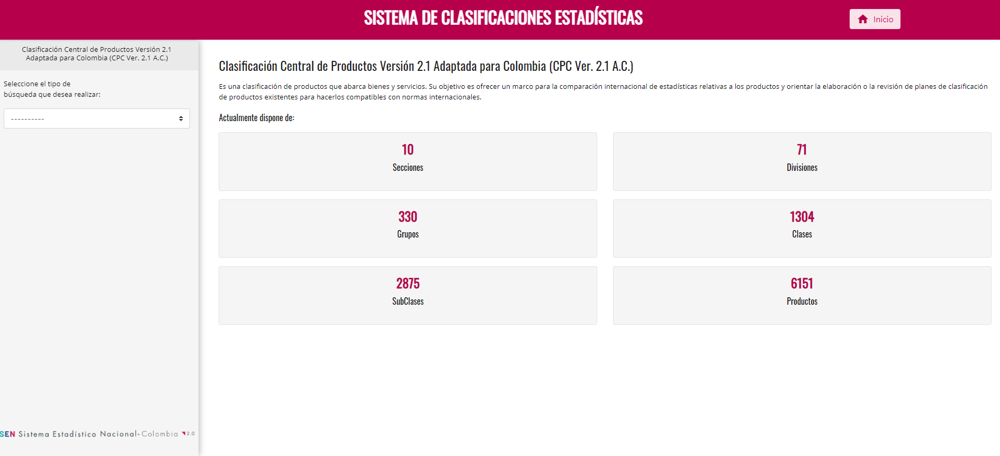 SISTEMA DE CLASIFICACIONES ESTADÍSTICAS
Inicio
Clasificación Central de Productos Versión 2.1
Adaptada para Colombia (CPC Ver. 2.1 A.C.)
Seleccione el tipo de
búsqueda que desea realizar:
----------
Clasificación Central de Productos Versión 2.1 Adaptada para Colombia (CPC Ver. 2.1 A.C.)
Es una clasificación de productos que abarca bienes y servicios. Su objetivo es ofrecer un marco para la comparación internacional de estadísticas relativas a los productos y orientar la elaboración o la revisión de planes de clasificación
de productos existentes para hacerlos compatibles con normas internacionales.
Actualmente dispone de:
10
Secciones
71
Divisiones
330
Grupos
1304
Clases
2875
SubClases
6151
Productos
SEN Sistema Estadístico Nacional-Colombia 2.0